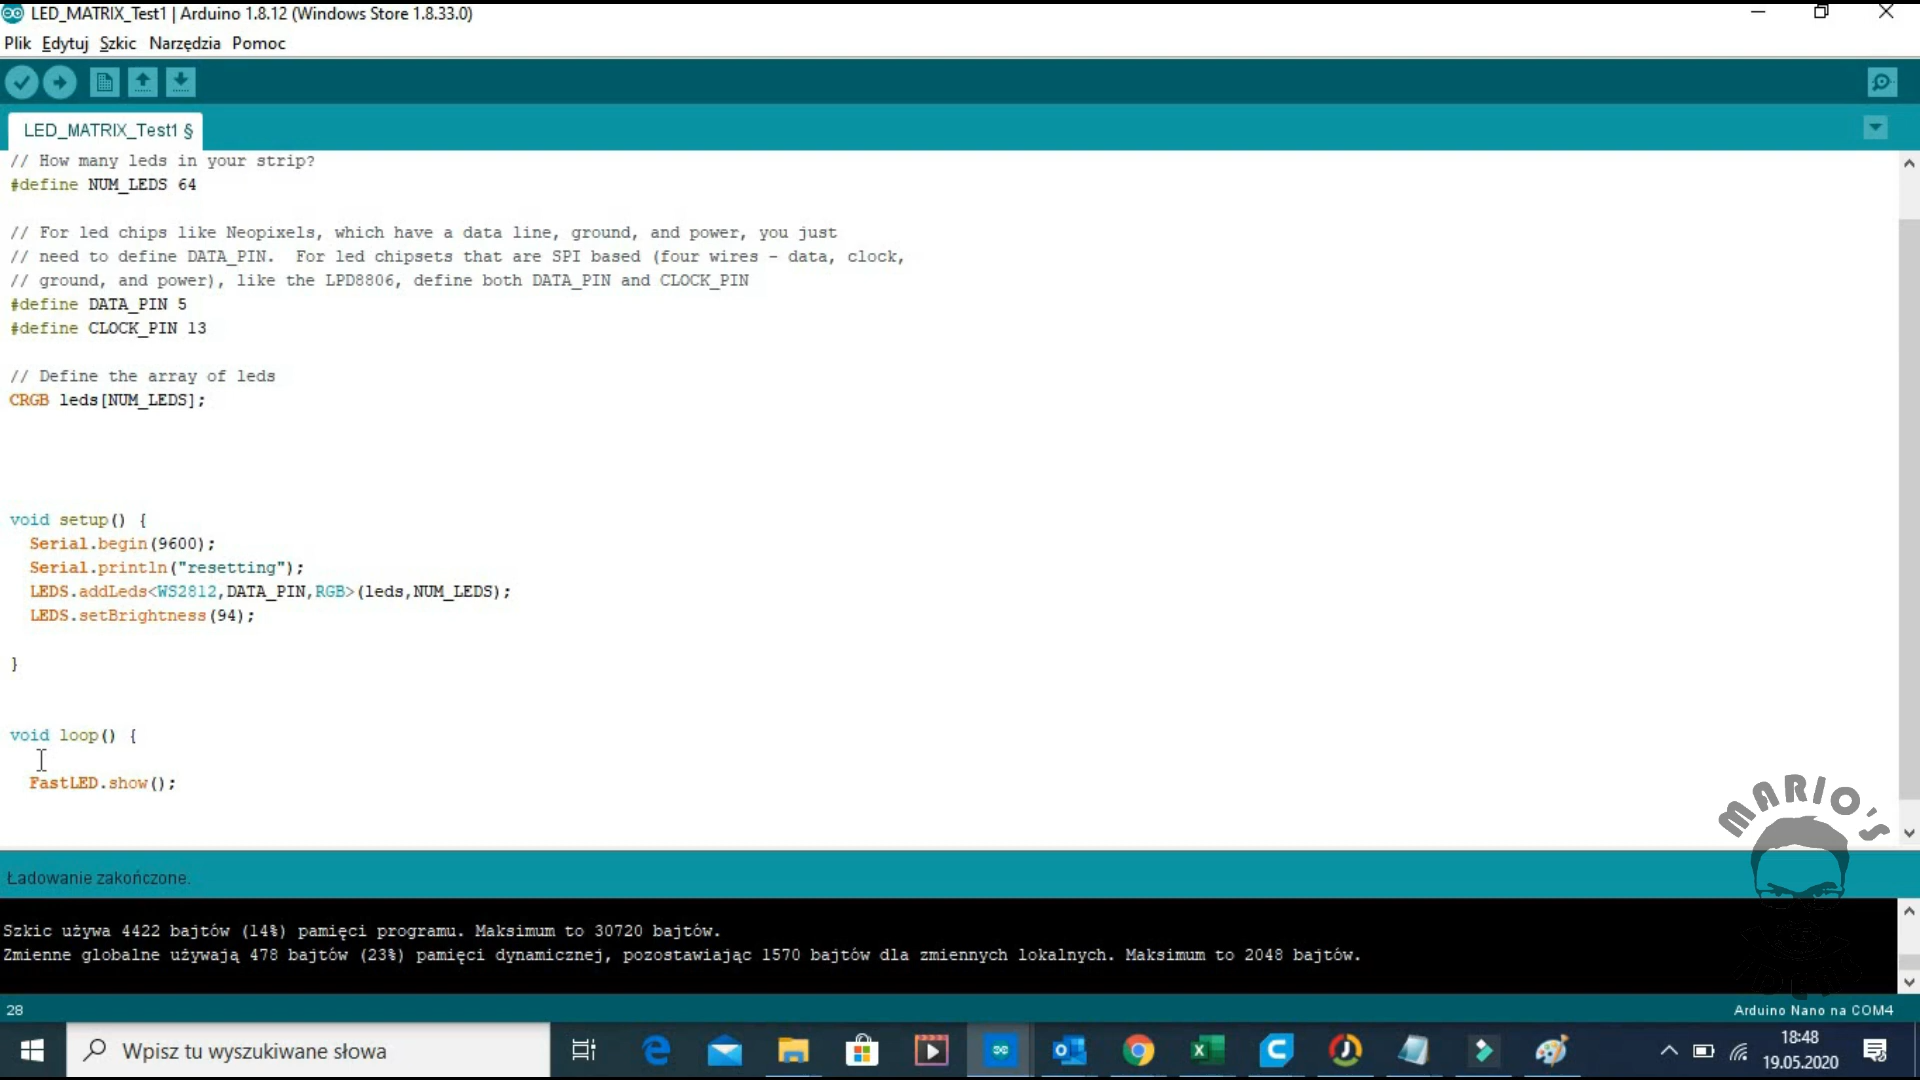 LED_MATRIX_Test1 | Arduino 1.8.12 (Windows Store 1.8.33.0)
Plik Edytuj Szkic Narzędzia Pomoc
LED_MATRIX_Test1 §
// How many leds in your strip?
#define NUM_LEDS 64
// For led chips like Neopixels, which have a data line, ground, and power, you just
// need to define DATA_PIN.  For led chipsets that are SPI based (four wires - data, clock,
// ground, and power), like the LPD8806, define both DATA_PIN and CLOCK_PIN
#define DATA_PIN 5
#define CLOCK_PIN 13
// Define the array of leds
CRGB leds[NUM_LEDS];
void setup() {
Serial.begin(9600);
Serial.println("resetting");
LEDS.addLeds<WS2812,DATA_PIN,RGB>(leds,NUM_LEDS);
LEDS.setBrightness(94);
}
void loop() {
FastLED.show();
MARIO's
Ładowanie zakończone.
Szkic używa 4422 bajtów (14%) pamięci programu. Maksimum to 30720 bajtów.
Zmienne globalne używają 478 bajtów (23%) pamięci dynamicznej, pozostawiając 1570 bajtów dla zmiennych lokalnych. Maksimum to 2048 bajtów.
28
Arduino Nano na COM4
Wpisz tu wyszukiwane słowa
18:48
19.05.2020